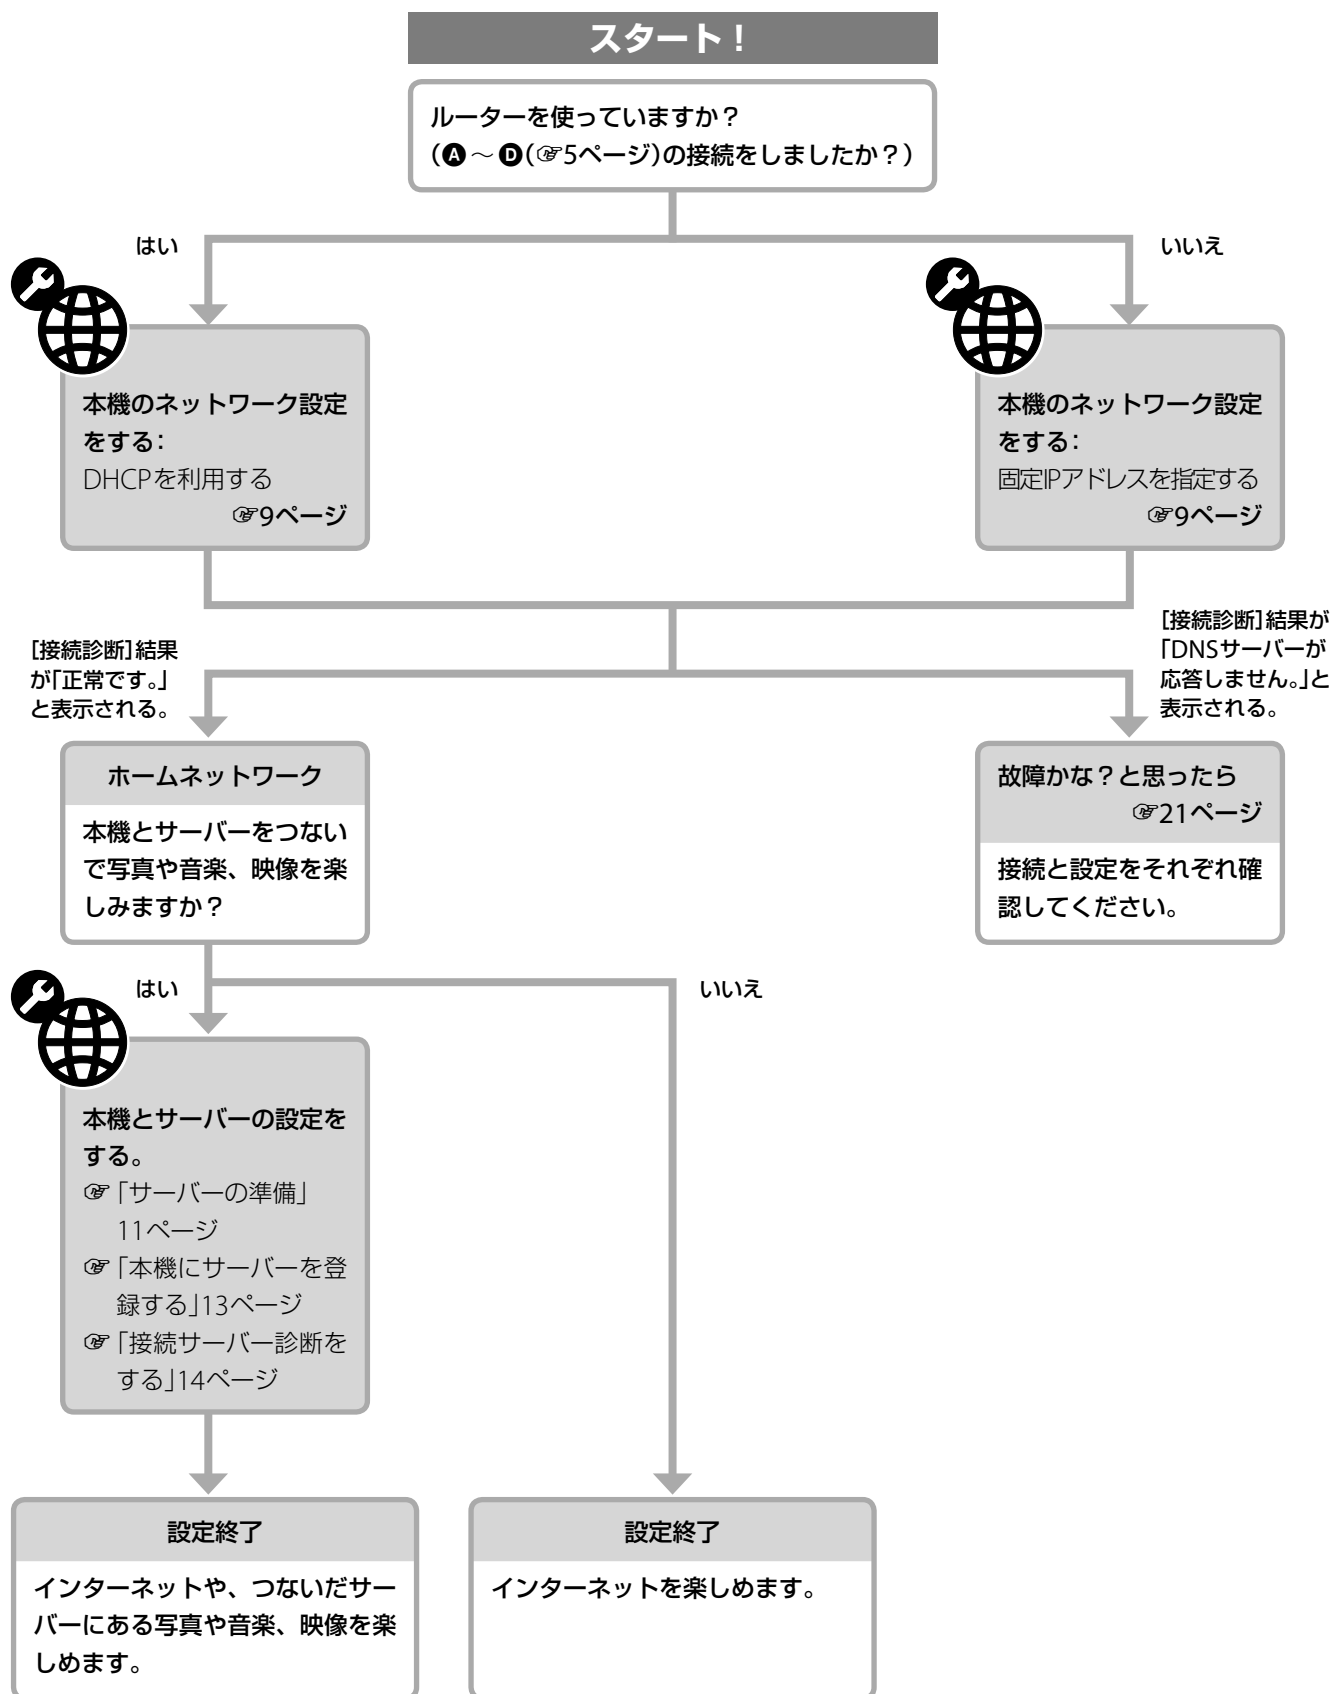 スタート！
ルーターを使っていますか？
（Ⓐ～Ⓓ（☞5ページ）の接続をしましたか？）
はい
いいえ
本機のネットワーク設定
をする：
DHCPを利用する
☞9ページ
本機のネットワーク設定
をする：
固定IPアドレスを指定する
☞9ページ
［接続診断］結果
が「正常です。」
と表示される。
［接続診断］結果が
「DNSサーバーが
応答しません。」と
表示される。
ホームネットワーク
本機とサーバーをつない
で写真や音楽、映像を楽
しみますか？
故障かな？と思ったら
☞21ページ
接続と設定をそれぞれ確
認してください。
はい
いいえ
本機とサーバーの設定を
する。
☞「サーバーの準備」
11ページ
☞「本機にサーバーを登
録する」13ページ
☞「接続サーバー診断を
する」14ページ
設定終了
インターネットや、つないだサー
バーにある写真や音楽、映像を楽
しめます。
設定終了
インターネットを楽しめます。